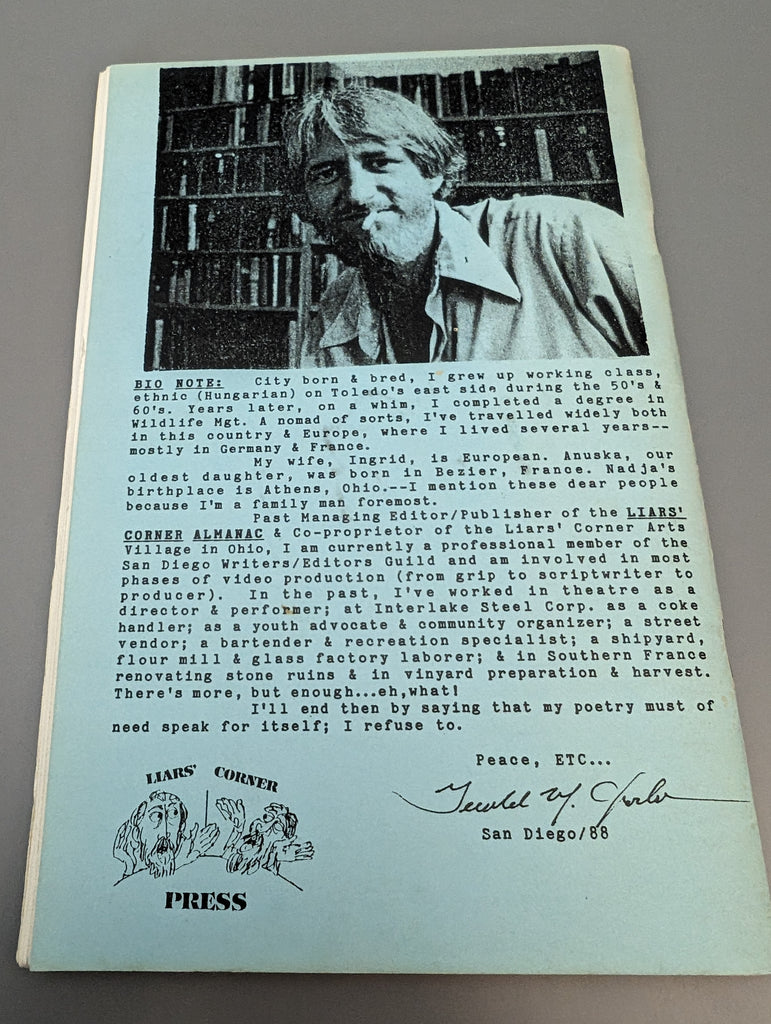 BIO NOTE: City born & bred, I grew up working class,
ethnic (Hungarian) on Toledo's east side during the 50's &
60's. Years later, on a whim, I completed a degree in
Wildlife Mgt. A nomad of sorts, I've travelled widely both
in this country & Europe, where I lived several years--
mostly in Germany & France.
My wife, Ingrid, is European. Anuska, our
oldest daughter, was born in Bezier, France. Nadja's
birthplace is Athens, Ohio.--I mention these dear people
because I'm a family man foremost.
Past Managing Editor/Publisher of the LIARS'
CORNER ALMANAC & Co-proprietor of the Liars' Corner Arts
Village in Ohio, I am currently a professional member of the
San Diego Writers/Editors Guild and am involved in most
phases of video production (from grip to scriptwriter to
producer). In the past, I've worked in theatre as a
director & performer; at Interlake Steel Corp. as a coke
handler; as a youth advocate & community organizer; a street
vendor; a bartender & recreation specialist; a shipyard,
flour mill & glass factory laborer; & in Southern France
renovating stone ruins & in vinyard preparation & harvest.
There's more, but enough...eh,what!
I'll end then by saying that my poetry must of
need speak for itself; I refuse to.
Peace, ETC...
San Diego/88
LIARS' CORNER
PRESS